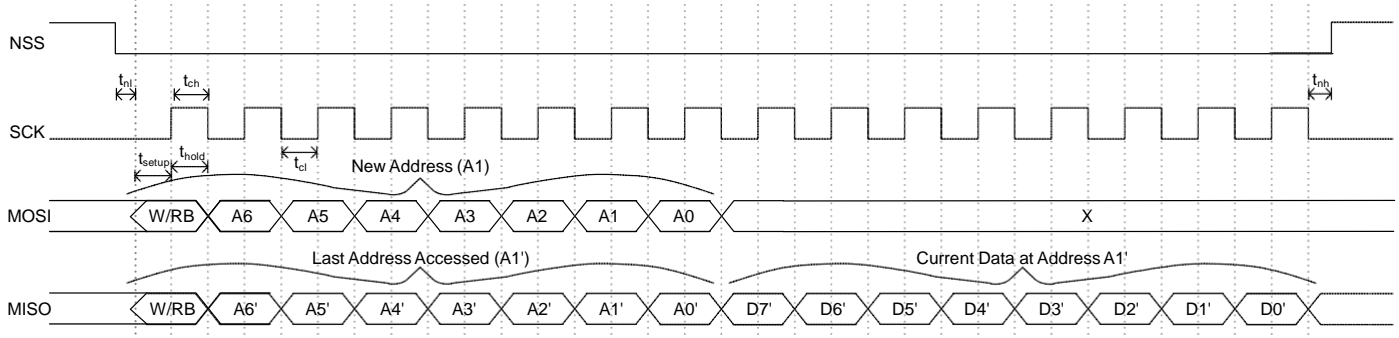 NSS
t_nl t_ch t_nh
SCK
t_setup t_hold t_cl
New Address (A1)
MOSI W/RB A6 A5 A4 A3 A2 A1 A0 X
Last Address Accessed (A1') Current Data at Address A1'
MISO W/RB A6' A5' A4' A3' A2' A1' A0' D7' D6' D5' D4' D3' D2' D1' D0'